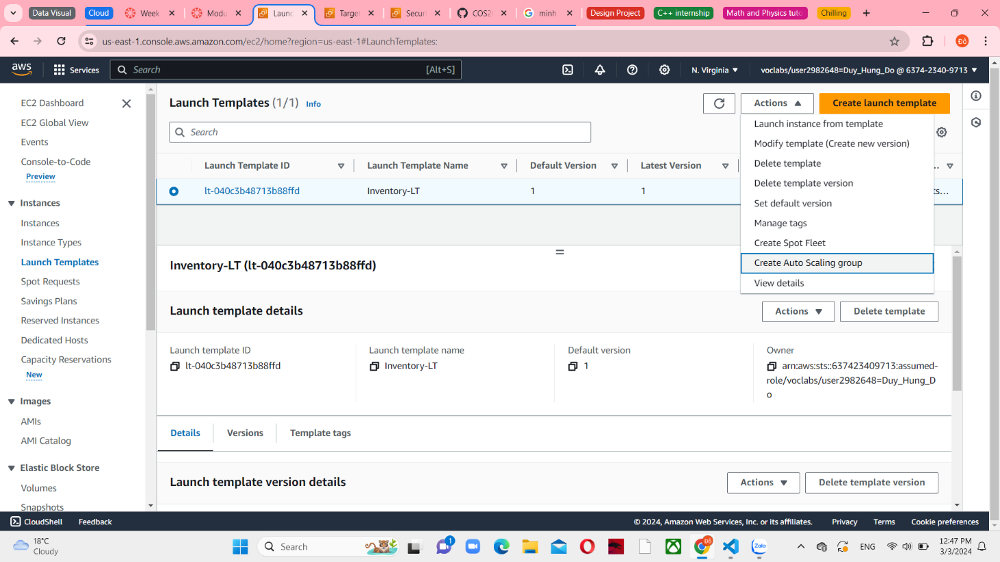 Data Visual
Cloud
Week
Modu
Launc
Target
Securi
COS20
minh
Design Project
C++ internship
Math and Physics tuto
Chilling
us-east-1.console.aws.amazon.com/ec2/home?region=us-east-1#LaunchTemplates:
Đỗ
aws
Services
Search
[Alt+S]
N. Virginia
voclabs/user2982648=Duy_Hung_Do @ 6374-2340-9713
EC2 Dashboard
EC2 Global View
Events
Console-to-Code
Preview
Instances
Instances
Instance Types
Launch Templates
Spot Requests
Savings Plans
Reserved Instances
Dedicated Hosts
Capacity Reservations
New
Images
AMIs
AMI Catalog
Elastic Block Store
Volumes
Snapshots
Launch Templates (1/1) Info
Actions
Create launch template
Search
Launch instance from template
Modify template (Create new version)
Delete template
Delete template version
Set default version
Manage tags
Create Spot Fleet
Create Auto Scaling group
View details
Launch Template ID
Launch Template Name
Default Version
Latest Version
..
lt-040c3b48713b88ffd
Inventory-LT
1
1
ts...
Inventory-LT (lt-040c3b48713b88ffd)
Launch template details
Actions
Delete template
Launch template ID
lt-040c3b48713b88ffd
Launch template name
Inventory-LT
Default version
1
Owner
arn:aws:sts::637423409713:assumed-
role/voclabs/user2982648=Duy_Hung_D
o
Details
Versions
Template tags
Launch template version details
Actions
Delete template version
CloudShell
Feedback
© 2024, Amazon Web Services, Inc. or its affiliates.
Privacy
Terms
Cookie preferences
18°C
Cloudy
Search
1
Đỗ
Zalo
ENG
12:47 PM
3/3/2024